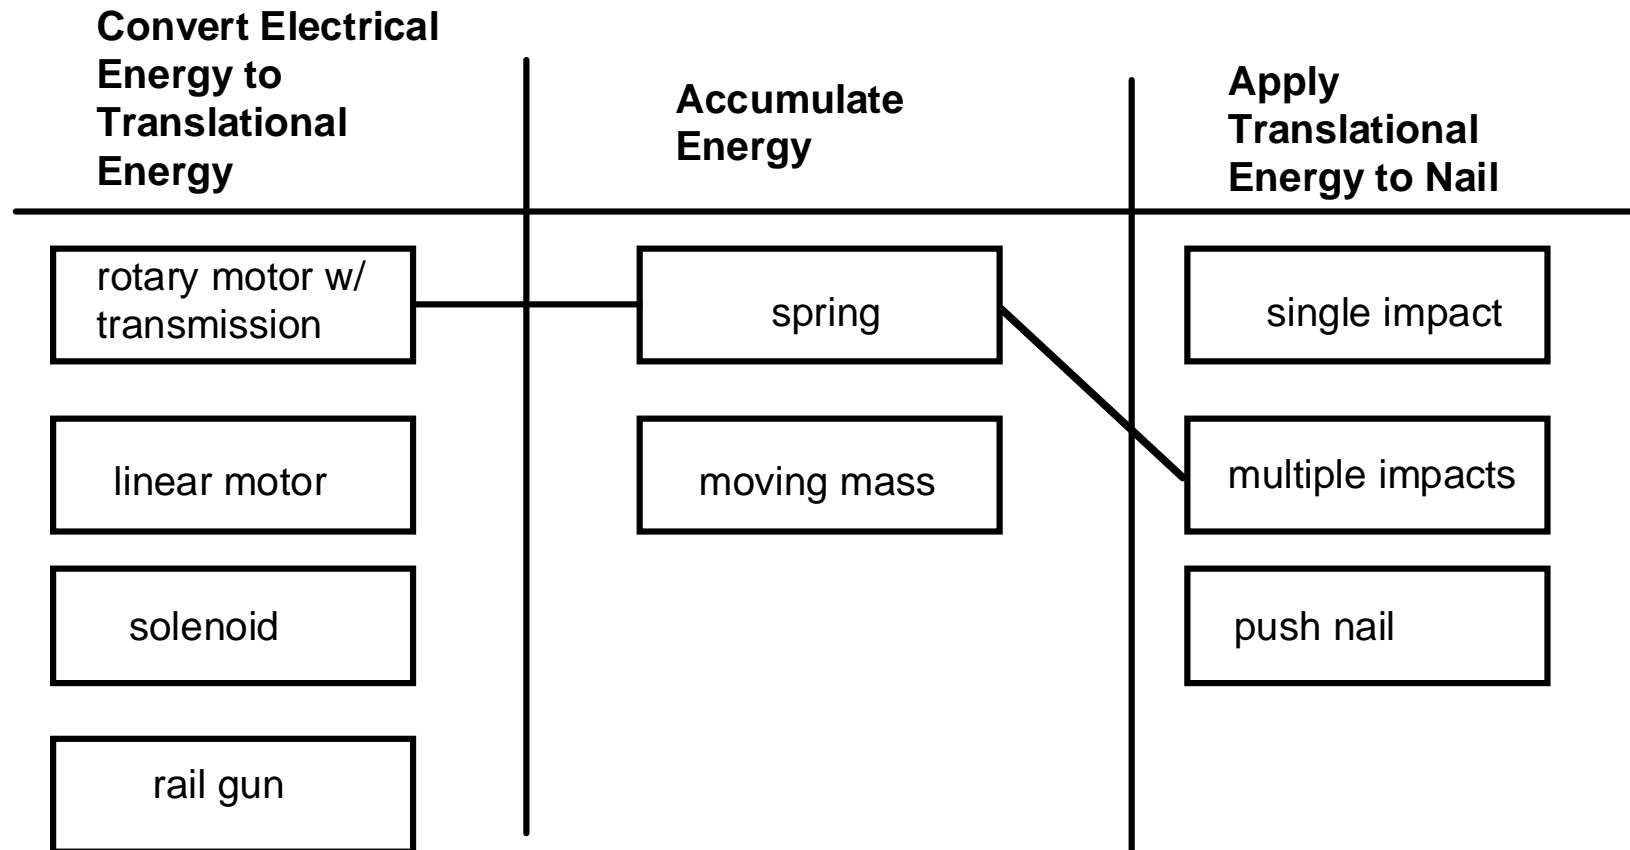 Convert Electrical
Energy to
Translational
Energy
Accumulate
Energy
Apply
Translational
Energy to Nail
rotary motor w/
transmission
spring
single impact
linear motor
moving mass
multiple impacts
solenoid
push nail
rail gun